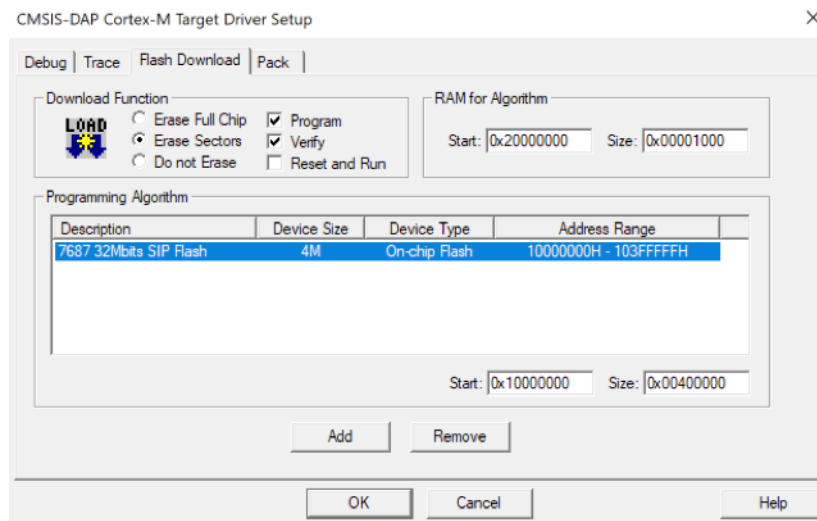 CMSIS-DAP Cortex-M Target Driver Setup
Debug Trace Flash Download Pack
Download Function
LOAD
Erase Full Chip
Erase Sectors
Do not Erase
Program
Verify
Reset and Run
RAM for Algorithm
Start: 0x20000000 Size: 0x00001000
Programming Algorithm
Description Device Size Device Type Address Range
7687 32Mbits SIP Flash 4M On-chip Flash 10000000H - 103FFFFFH
Start: 0x10000000 Size: 0x00400000
Add Remove
OK Cancel Help